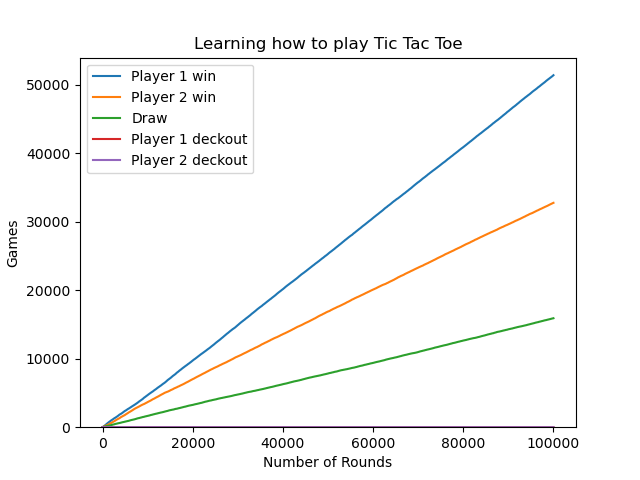 Learning how to play Tic Tac Toe
Player 1 win
Player 2 win
Draw
Player 1 deckout
Player 2 deckout
Games
50000
40000
30000
20000
10000
0
0 20000 40000 60000 80000 100000
Number of Rounds